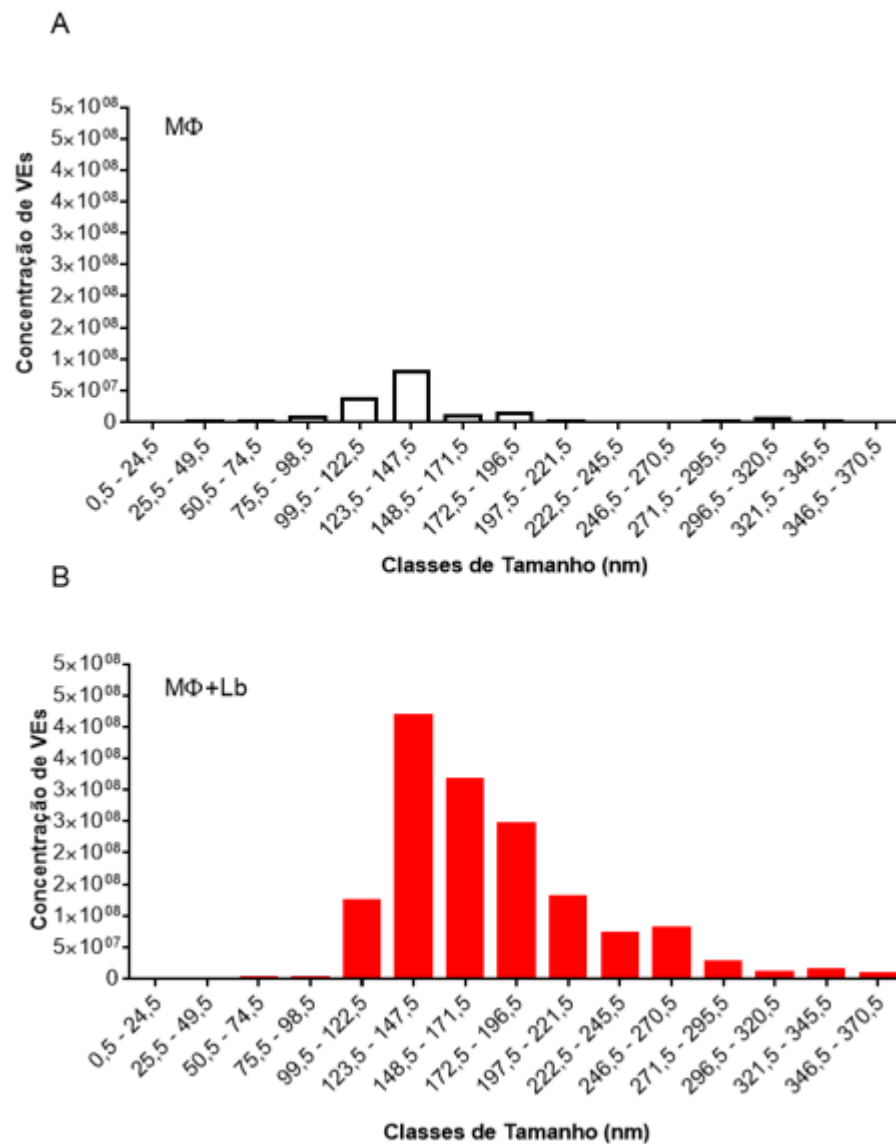 A
MΦ
Concentração de VEs
5×10⁰⁸
5×10⁰⁸
4×10⁰⁸
4×10⁰⁸
3×10⁰⁸
3×10⁰⁸
2×10⁰⁸
2×10⁰⁸
1×10⁰⁸
5×10⁰⁷
0
0,5 - 24,5
25,5 - 49,5
50,5 - 74,5
75,5 - 98,5
99,5 - 122,5
123,5 - 147,5
148,5 - 171,5
172,5 - 196,5
197,5 - 221,5
222,5 - 245,5
246,5 - 270,5
271,5 - 295,5
296,5 - 320,5
321,5 - 345,5
346,5 - 370,5
Classes de Tamanho (nm)
B
MΦ+Lb
Concentração de VEs
5×10⁰⁸
5×10⁰⁸
4×10⁰⁸
4×10⁰⁸
3×10⁰⁸
3×10⁰⁸
2×10⁰⁸
2×10⁰⁸
1×10⁰⁸
5×10⁰⁷
0
0,5 - 24,5
25,5 - 49,5
50,5 - 74,5
75,5 - 98,5
99,5 - 122,5
123,5 - 147,5
148,5 - 171,5
172,5 - 196,5
197,5 - 221,5
222,5 - 245,5
246,5 - 270,5
271,5 - 295,5
296,5 - 320,5
321,5 - 345,5
346,5 - 370,5
Classes de Tamanho (nm)